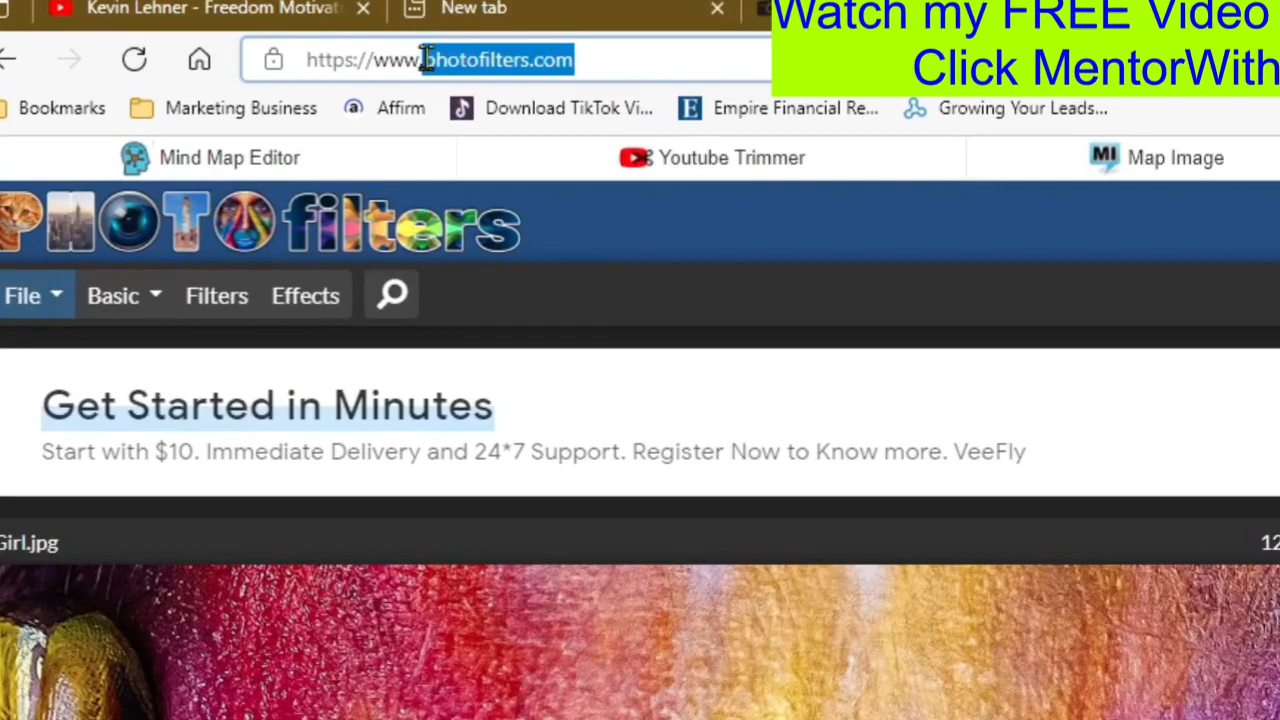 Kevin Lehner - Freedom Motivat
New tab
Watch my FREE Video
Click MentorWith
https://www.photofilters.com
Bookmarks
Marketing Business
Affirm
Download TikTok Vi...
Empire Financial Re...
Growing Your Leads...
Mind Map Editor
Youtube Trimmer
MI Map Image
PHOTOfilters
File
Basic
Filters
Effects
Get Started in Minutes
Start with $10. Immediate Delivery and 24*7 Support. Register Now to Know more. VeeFly
Girl.jpg
12